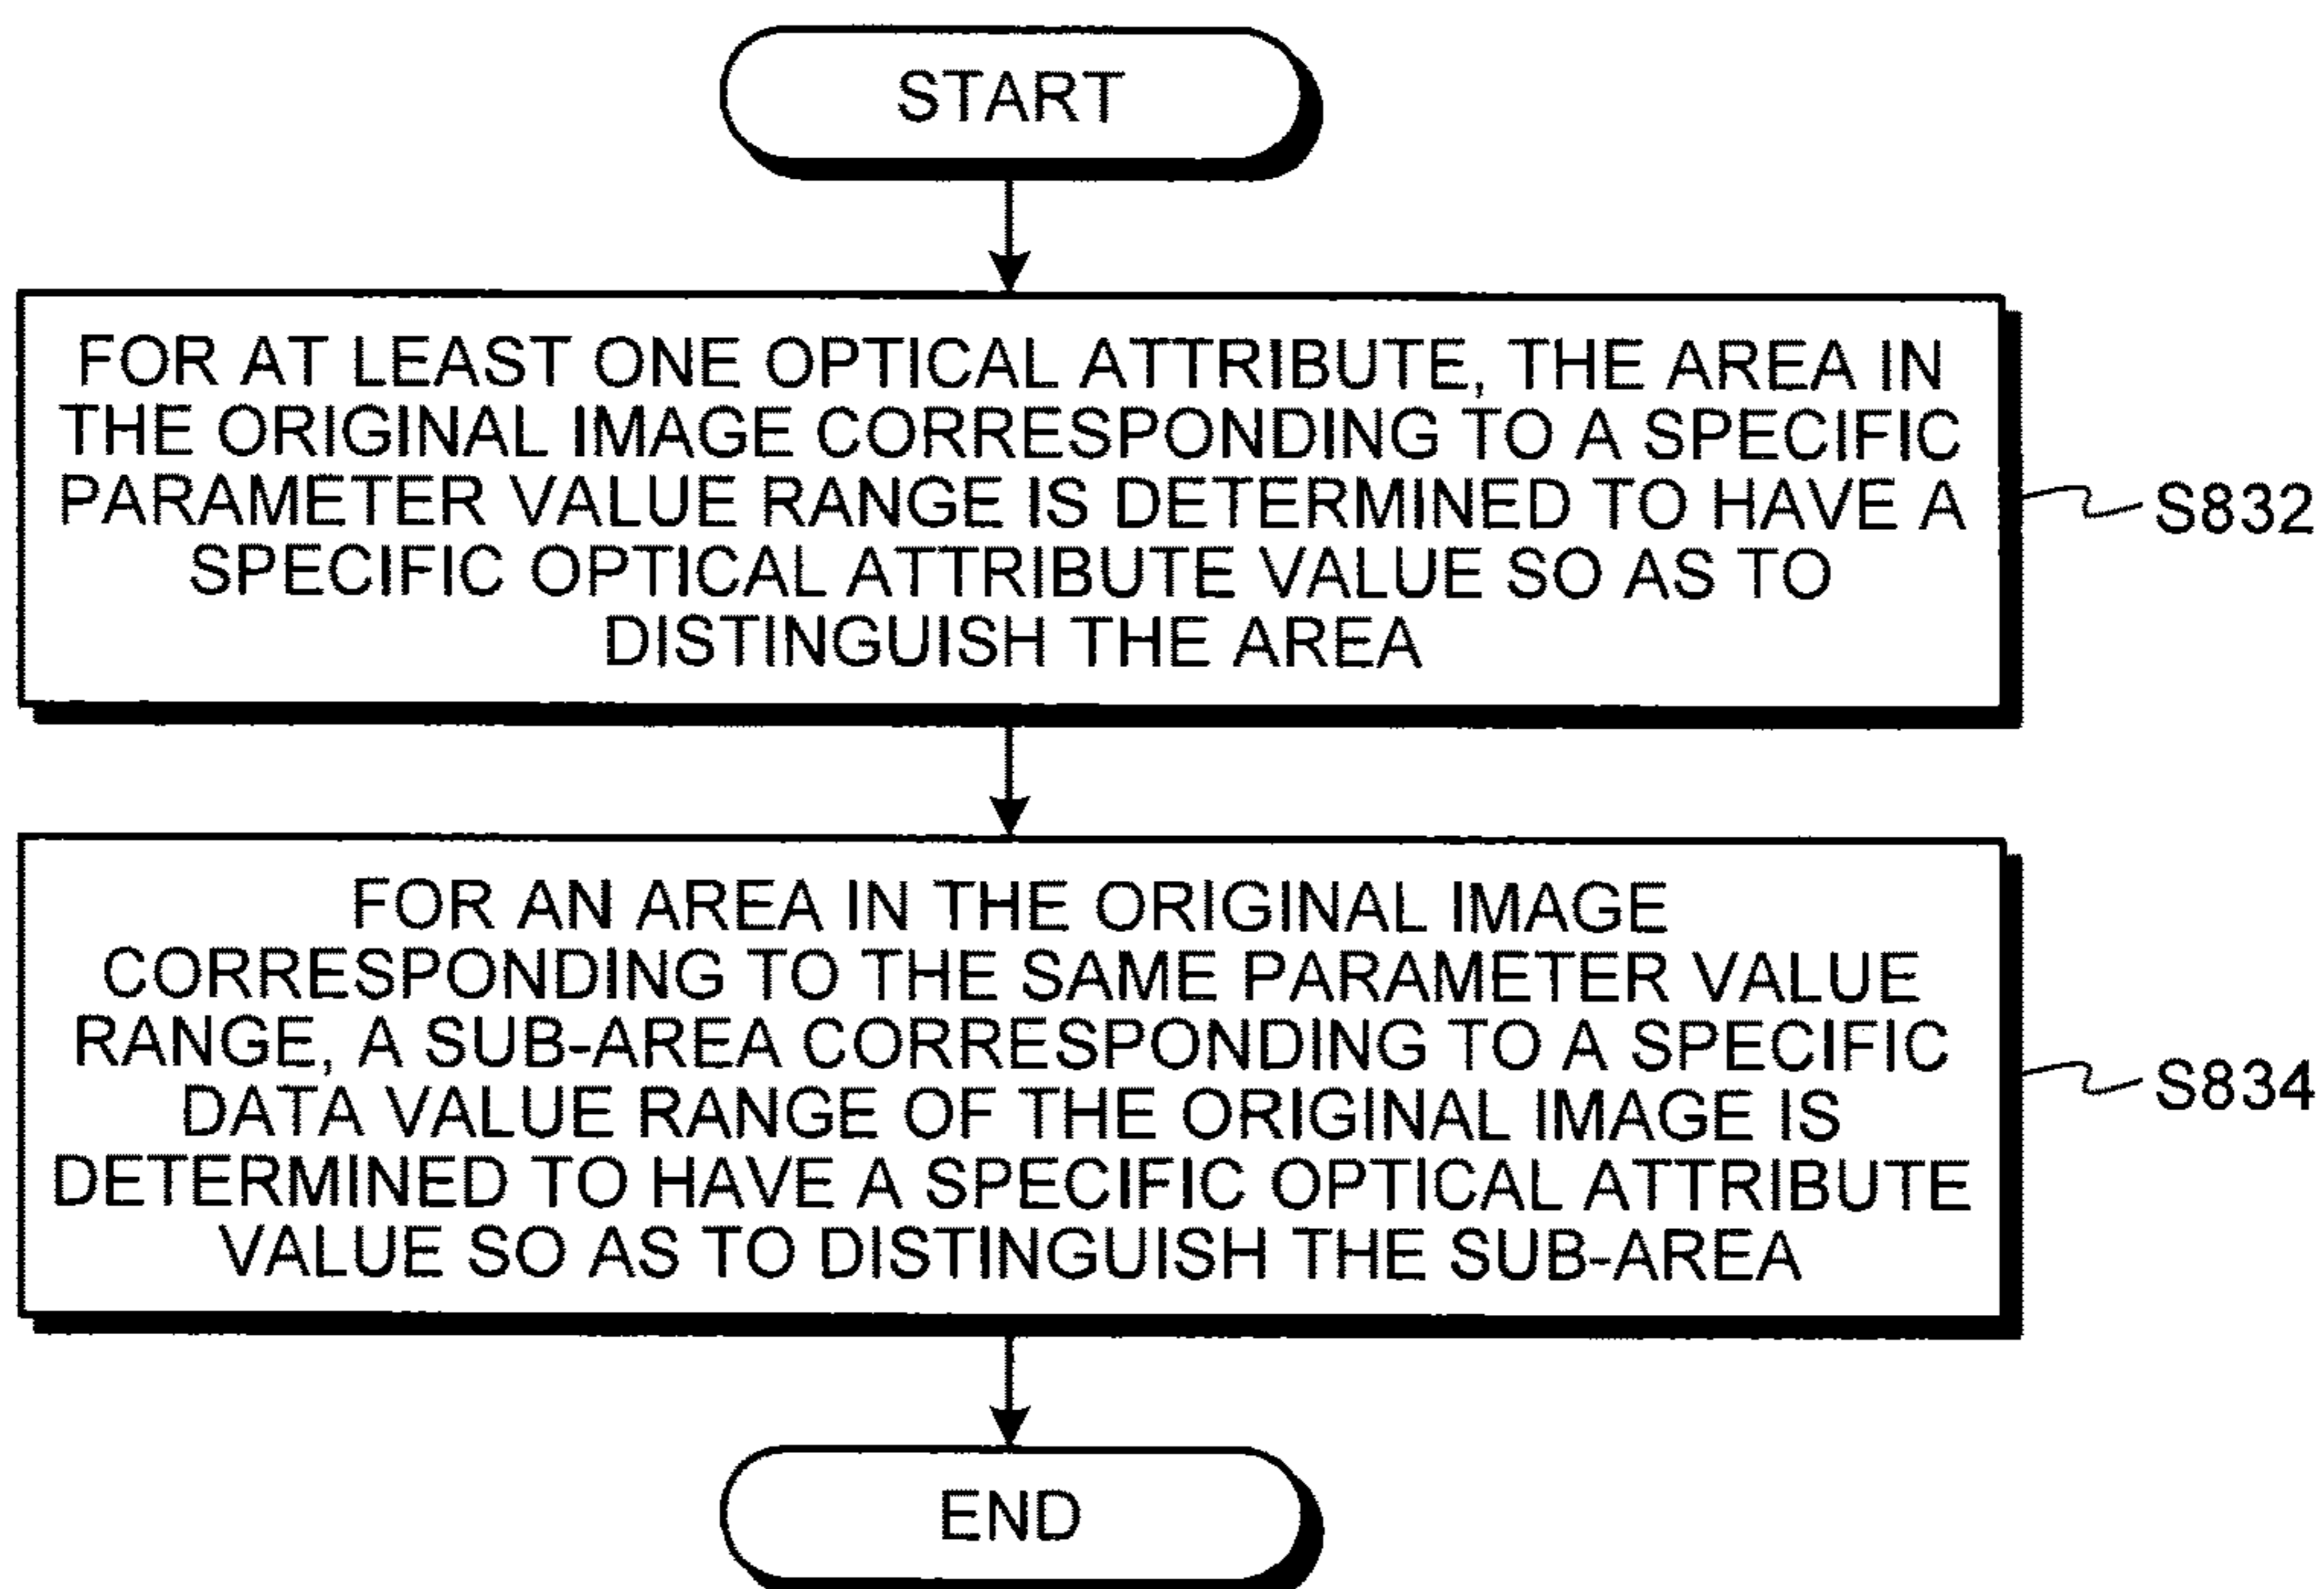 START
FOR AT LEAST ONE OPTICAL ATTRIBUTE, THE AREA IN
THE ORIGINAL IMAGE CORRESPONDING TO A SPECIFIC
PARAMETER VALUE RANGE IS DETERMINED TO HAVE A
SPECIFIC OPTICAL ATTRIBUTE VALUE SO AS TO
DISTINGUISH THE AREA
S832
FOR AN AREA IN THE ORIGINAL IMAGE
CORRESPONDING TO THE SAME PARAMETER VALUE
RANGE, A SUB-AREA CORRESPONDING TO A SPECIFIC
DATA VALUE RANGE OF THE ORIGINAL IMAGE IS
DETERMINED TO HAVE A SPECIFIC OPTICAL ATTRIBUTE
VALUE SO AS TO DISTINGUISH THE SUB-AREA
S834
END